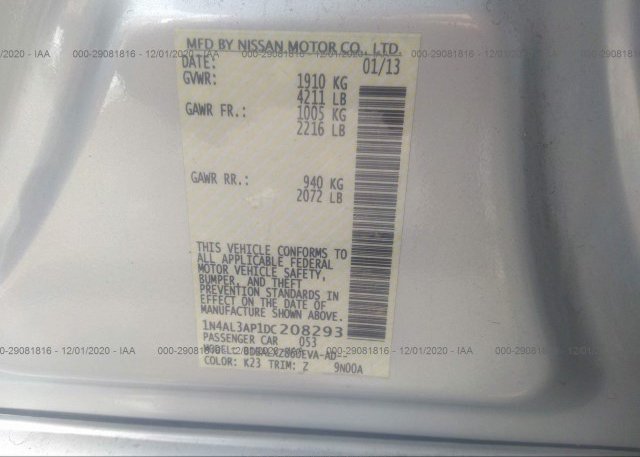 000-29081816 - 12/01/2020 - IAA
MFD BY NISSAN MOTOR CO., LTD.
DATE: 01/13
GVWR: 1910 KG
4211 LB
GAWR FR.: 1005 KG
2216 LB
GAWR RR.: 940 KG
2072 LB
THIS VEHICLE CONFORMS TO
ALL APPLICABLE FEDERAL
MOTOR VEHICLE SAFETY,
BUMPER, AND THEFT
PREVENTION STANDARDS IN
EFFECT ON THE DATE OF
MANUFACTURE SHOWN ABOVE.
1N4AL3AP1DC208293
PASSENGER CAR 053
MODEL:
COLOR: K23 TRIM: Z 9N00A